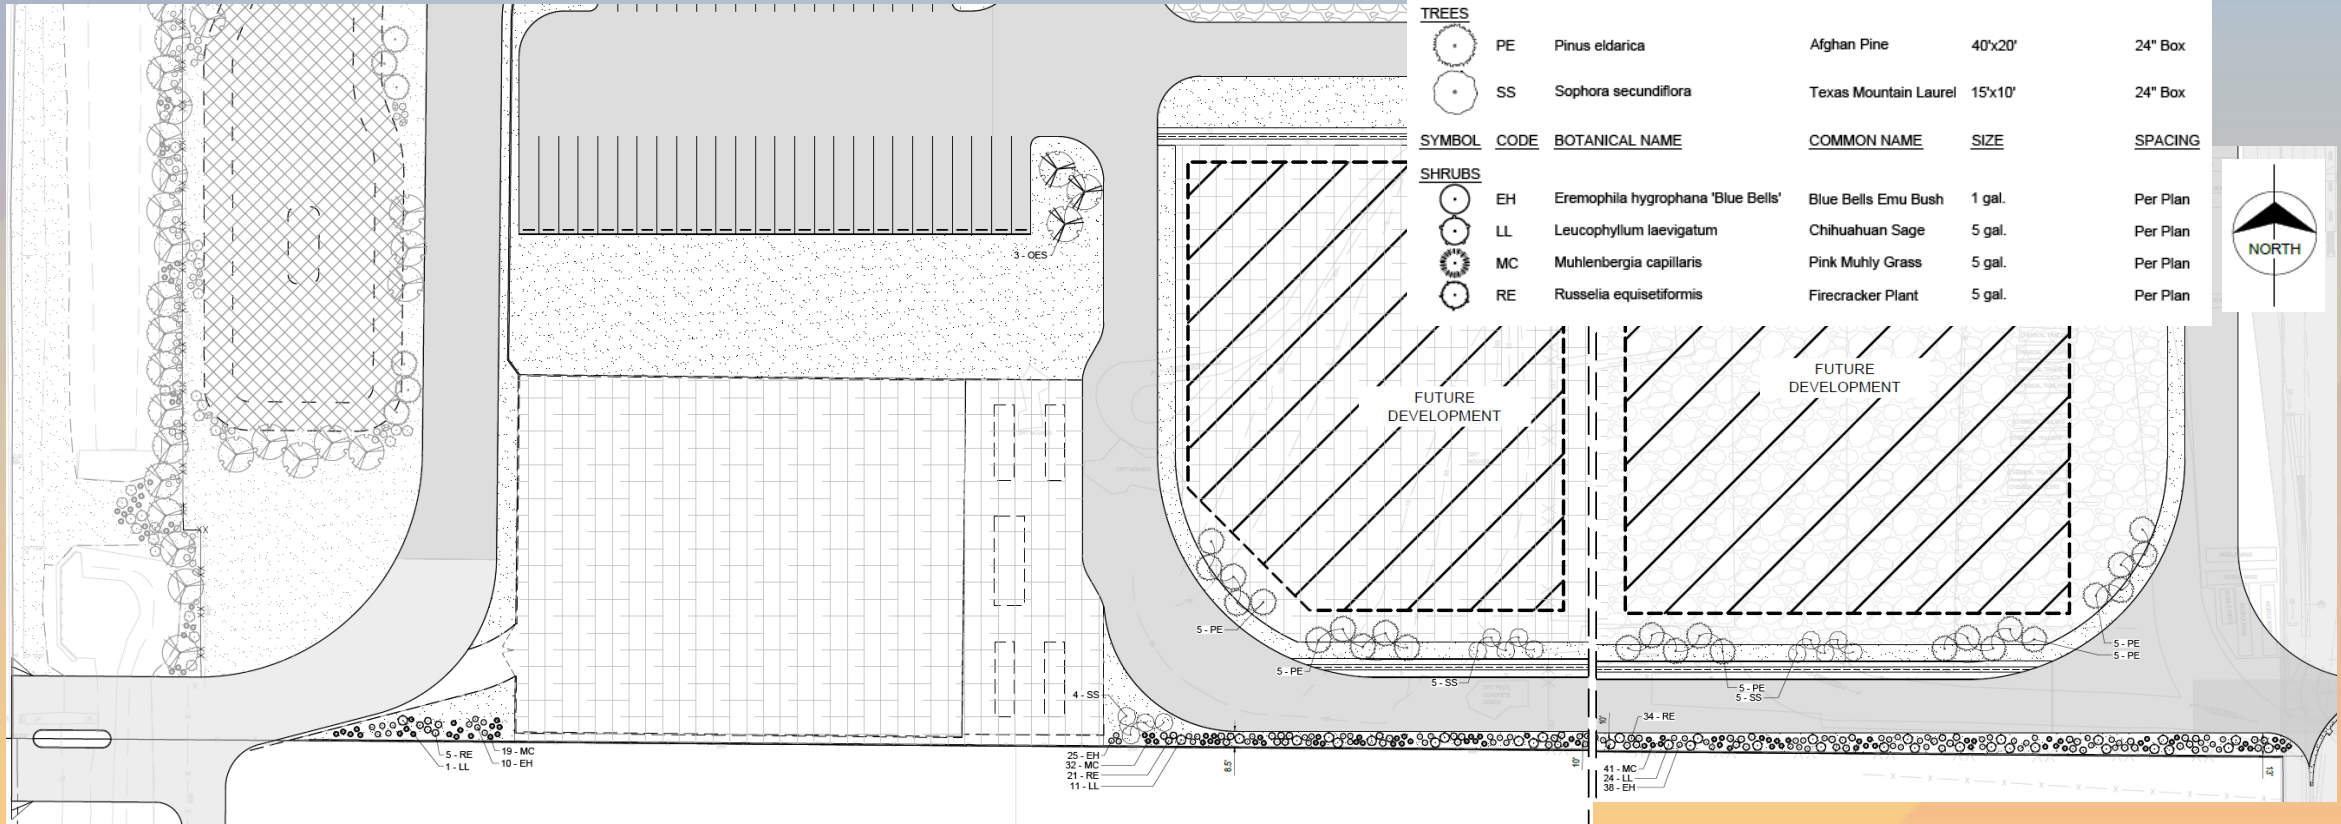 TREES
PE Pinus eldarica Afghan Pine 40'x20' 24" Box
SS Sophora secundiflora Texas Mountain Laurel 15'x10' 24" Box
SYMBOL CODE BOTANICAL NAME COMMON NAME SIZE SPACING
SHRUBS
EH Eremophila hygrophana 'Blue Bells' Blue Bells Emu Bush 1 gal. Per Plan
LL Leucophyllum laevigatum Chihuahuan Sage 5 gal. Per Plan
MC Muhlenbergia capillaris Pink Muhly Grass 5 gal. Per Plan
RE Russelia equisetiformis Firecracker Plant 5 gal. Per Plan
NORTH
3 - OES
FUTURE
DEVELOPMENT
FUTURE
DEVELOPMENT
5 - PE
5 - PE
5 - SS
5 - PE
5 - SS
5 - PE
5 - PE
4 - SS
5 - RE
1 - LL
19 - MC
10 - EH
25 - EH
32 - MC
21 - RE
11 - LL
8.5'
10'
10'
34 - RE
41 - MC
24 - LL
38 - EH
13'